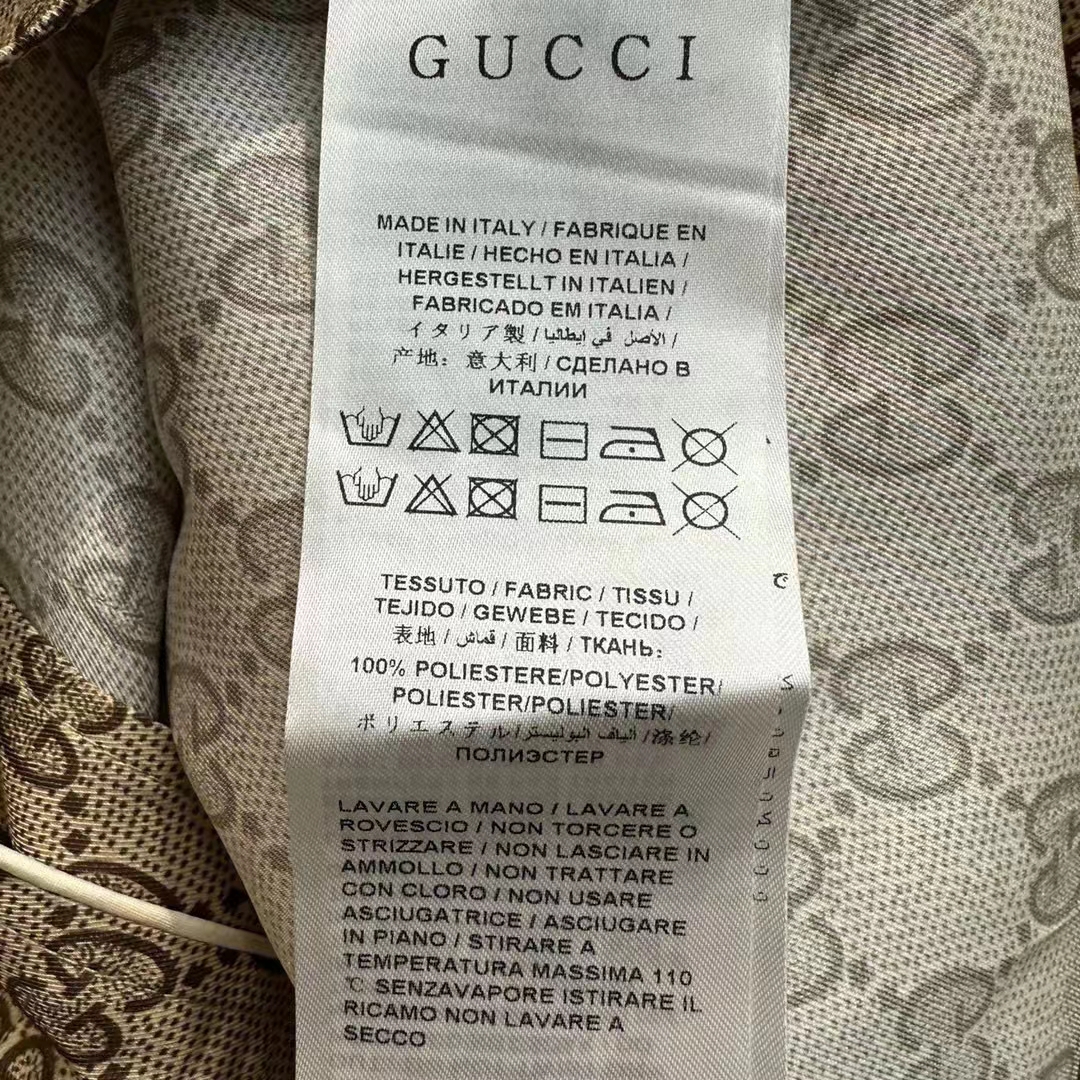 GUCCI
MADE IN ITALY / FABRIQUE EN
ITALIE / HECHO EN ITALIA /
HERGESTELLT IN ITALIEN /
FABRICADO EM ITALIA /
イタリア製 / الأصل في إيطاليا /
产地：意大利 / СДЕЛАНО В
ИТАЛИИ
TESSUTO / FABRIC / TISSU /
TEJIDO / GEWEBE / TECIDO /
表地 / قماش / 面料 / ТКАНЬ:
100% POLIESTERE/POLYESTER/
POLIESTER/POLIESTER/
ポリエステル/الياف البوليستر/涤纶/
ПОЛИЭСТЕР
LAVARE A MANO / LAVARE A
ROVESCIO / NON TORCERE O
STRIZZARE / NON LASCIARE IN
AMMOLLO / NON TRATTARE
CON CLORO / NON USARE
ASCIUGATRICE / ASCIUGARE
IN PIANO / STIRARE A
TEMPERATURA MASSIMA 110
℃ SENZAVAPORE ISTIRARE IL
RICAMO NON LAVARE A
SECCO